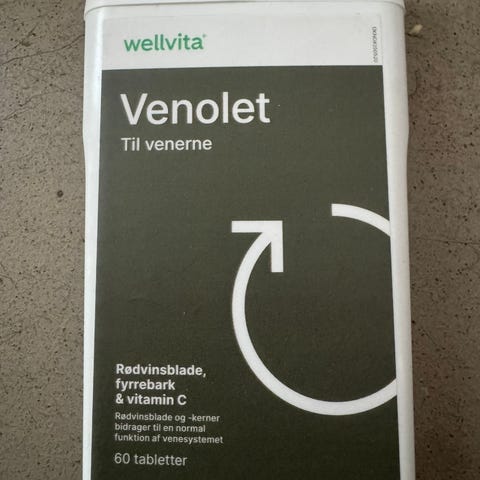 wellvita®
Venolet
Til venerne
Rødvinsblade,
fyrrebark
& vitamin C
Rødvinsblade og -kerner
bidrager til en normal
funktion af venesystemet
60 tabletter